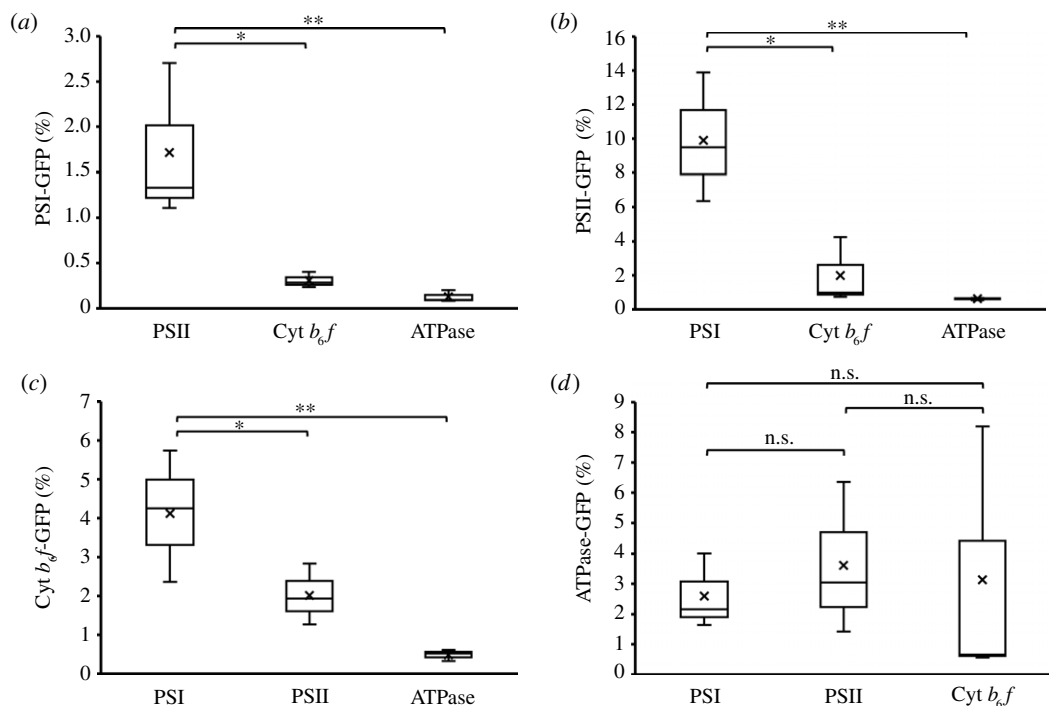 (a)
**
*
3.0
2.5
2.0
1.5
1.0
0.5
0
PSI-GFP (%)
PSII Cyt b₆f ATPase
(b)
**
*
16
14
12
10
8
6
4
2
0
PSII-GFP (%)
PSI Cyt b₆f ATPase
(c)
**
*
7
6
5
4
3
2
1
0
Cyt b₆f-GFP (%)
PSI PSII ATPase
(d)
n.s.
n.s.
n.s.
9
8
7
6
5
4
3
2
1
0
ATPase-GFP (%)
PSI PSII Cyt b₆f